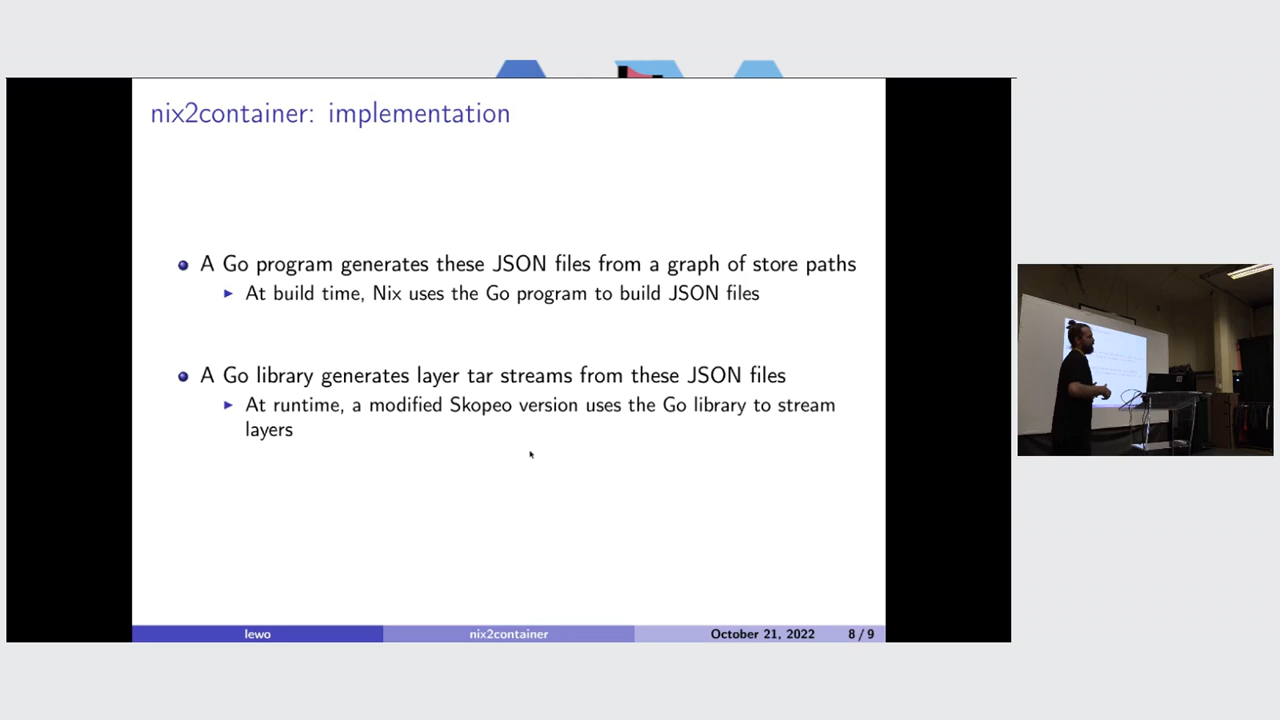 nix2container: implementation
A Go program generates these JSON files from a graph of store paths
At build time, Nix uses the Go program to build JSON files
A Go library generates layer tar streams from these JSON files
At runtime, a modified Skopeo version uses the Go library to stream
layers
lewo
nix2container
October 21, 2022
8 / 9